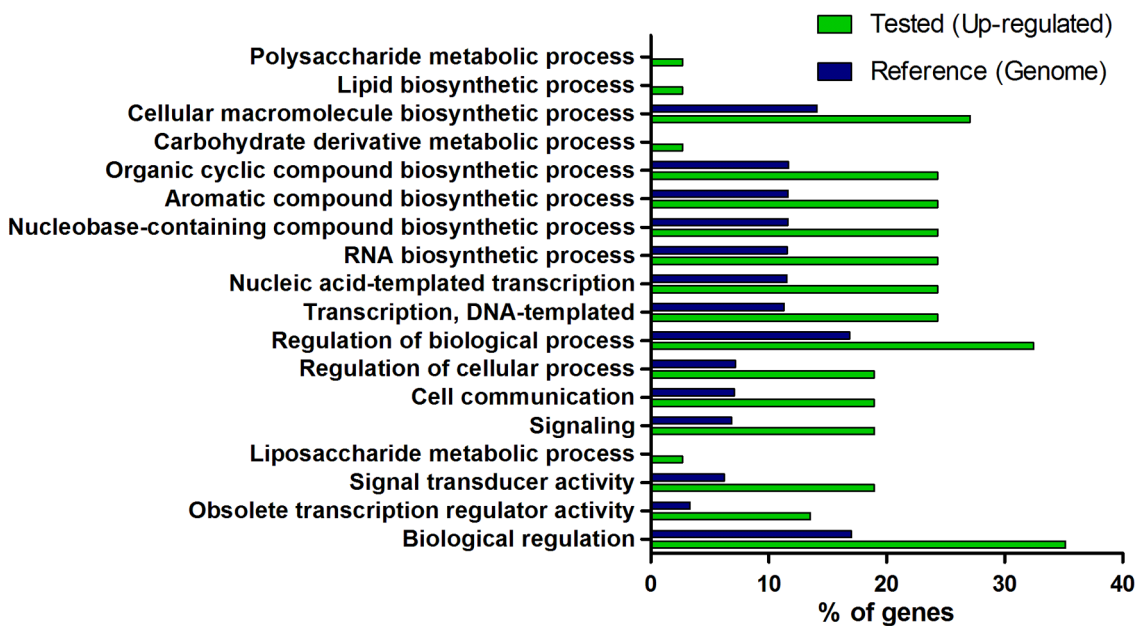 Tested (Up-regulated)
Reference (Genome)
Polysaccharide metabolic process
Lipid biosynthetic process
Cellular macromolecule biosynthetic process
Carbohydrate derivative metabolic process
Organic cyclic compound biosynthetic process
Aromatic compound biosynthetic process
Nucleobase-containing compound biosynthetic process
RNA biosynthetic process
Nucleic acid-templated transcription
Transcription, DNA-templated
Regulation of biological process
Regulation of cellular process
Cell communication
Signaling
Liposaccharide metabolic process
Signal transducer activity
Obsolete transcription regulator activity
Biological regulation
0 10 20 30 40
% of genes